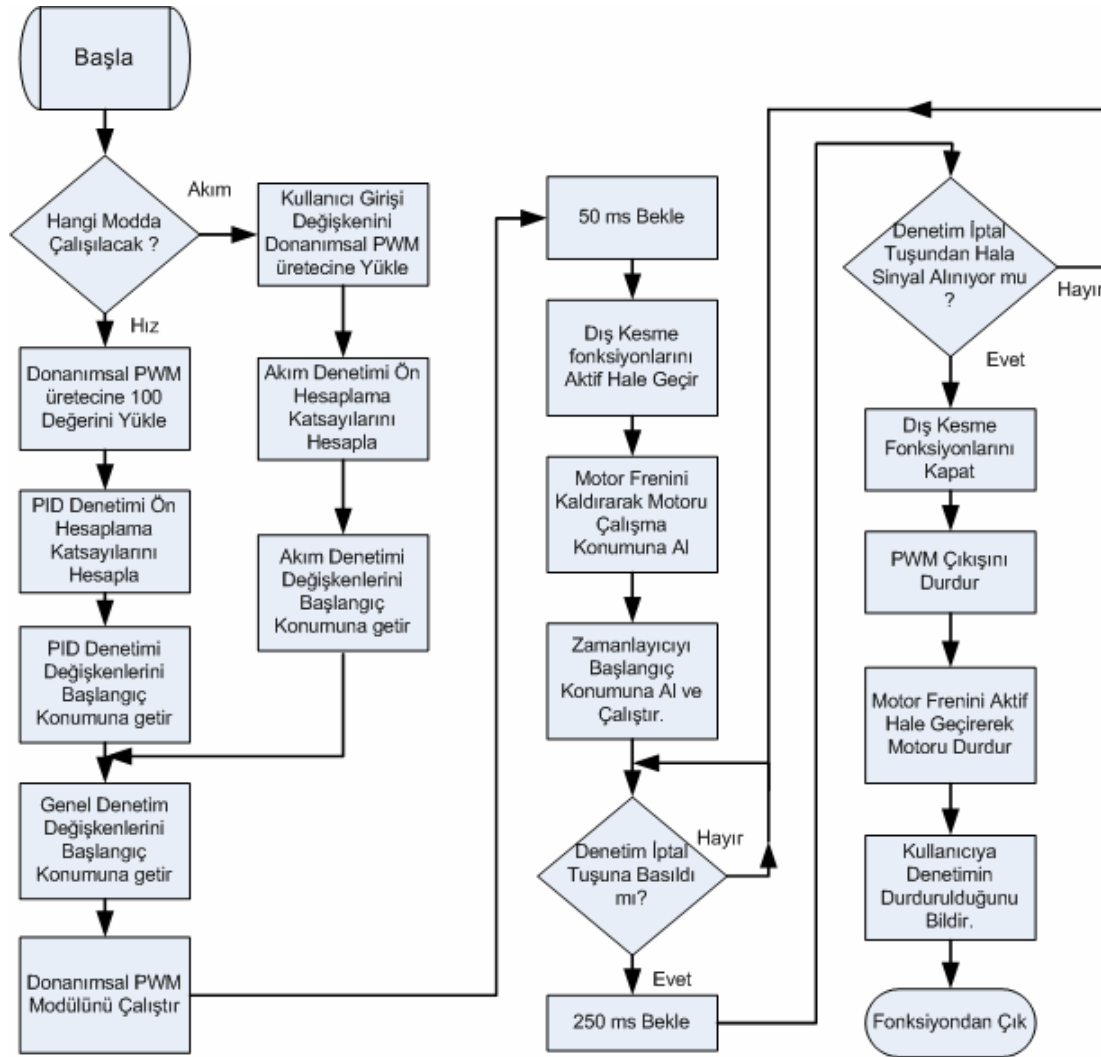 Başla
Hangi Modda
Çalışılacak ?
Akım
Hız
Kullanıcı Girişi
Değişkenini
Donanımsal PWM
üretecine Yükle
Donanımsal PWM
üretecine 100
Değerini Yükle
Akım Denetimi Ön
Hesaplama
Katsayılarını
Hesapla
PID Denetimi Ön
Hesaplama
Katsayılarını
Hesapla
Akım Denetimi
Değişkenlerini
Başlangıç
Konumuna getir
PID Denetimi
Değişkenlerini
Başlangıç
Konumuna getir
Genel Denetim
Değişkenlerini
Başlangıç
Konumuna getir
Donanımsal PWM
Modülünü Çalıştır
50 ms Bekle
Dış Kesme
fonksiyonlarını
Aktif Hale Geçir
Motor Frenini
Kaldırarak Motoru
Çalışma
Konumuna Al
Zamanlayıcıyı
Başlangıç
Konumuna Al ve
Çalıştır.
Denetim İptal
Tuşuna Basıldı
mı?
Hayır
Evet
250 ms Bekle
Denetim İptal
Tuşundan Hala
Sinyal Alınıyor mu
?
Hayır
Evet
Dış Kesme
Fonksiyonlarını
Kapat
PWM Çıkışını
Durdur
Motor Frenini Aktif
Hale Geçirerek
Motoru Durdur
Kullanıcıya
Denetimin
Durdurulduğunu
Bildir.
Fonksiyondan Çık